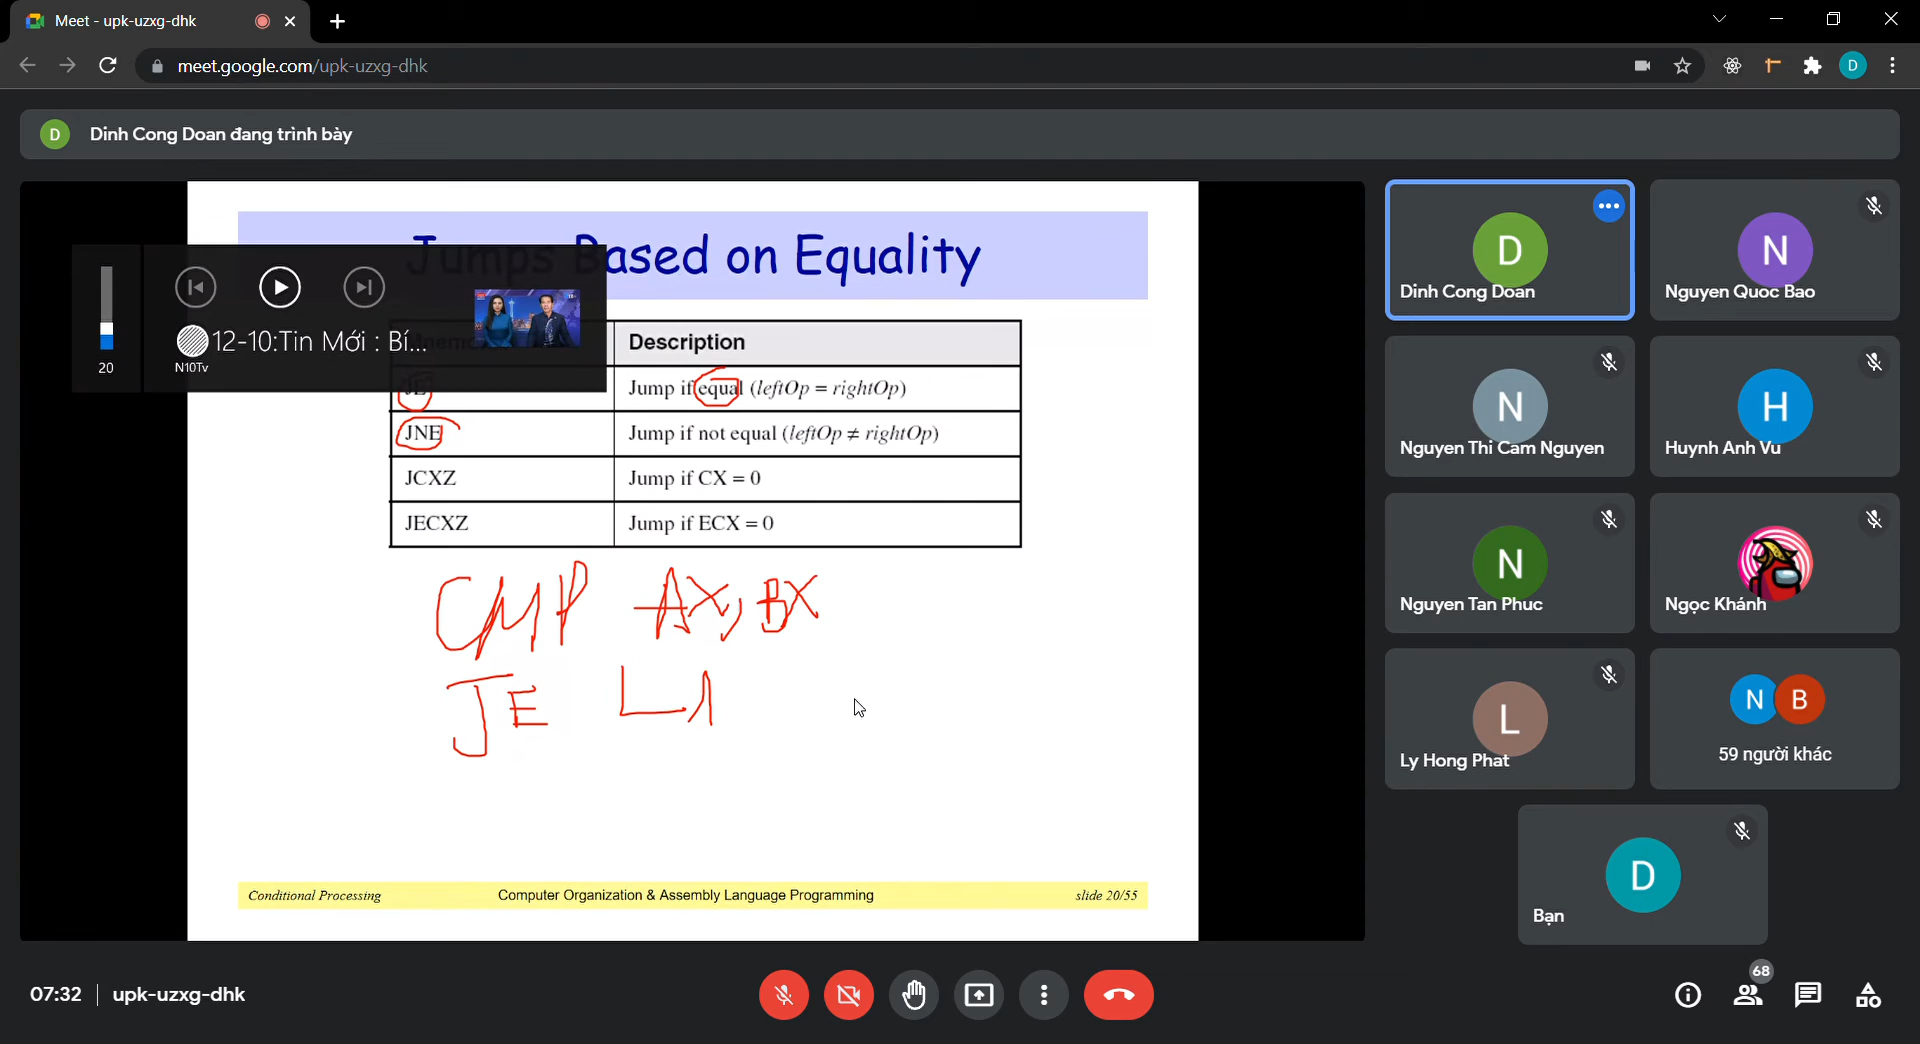 Meet - upk-uzxg-dhk
meet.google.com/upk-uzxg-dhk
D
D Dinh Cong Doan đang trình bày
Jumps Based on Equality
20
12-10:Tin Mới : Bí...
N10Tv
Description
JE Jump if equal (leftOp = rightOp)
JNE Jump if not equal (leftOp ≠ rightOp)
JCXZ Jump if CX = 0
JECXZ Jump if ECX = 0
CMP AX, BX
JE L1
Conditional Processing Computer Organization & Assembly Language Programming slide 20/55
D
Dinh Cong Doan
N
Nguyen Quoc Bao
N
Nguyen Thi Cam Nguyen
H
Huynh Anh Vu
N
Nguyen Tan Phuc
Ngọc Khánh
L
Ly Hong Phat
N B
59 người khác
D
Bạn
07:32 upk-uzxg-dhk
68